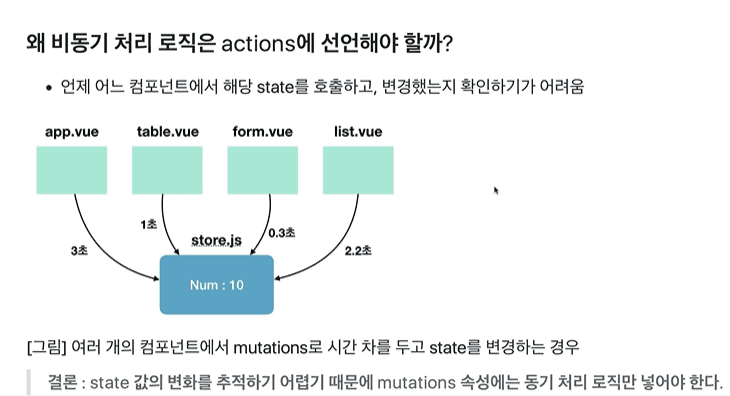 왜 비동기 처리 로직은 actions에 선언해야 할까?
• 언제 어느 컴포넌트에서 해당 state를 호출하고, 변경했는지 확인하기가 어려움
app.vue table.vue form.vue list.vue
1초
store.js
0.3초
3초
2.2초
Num : 10
[그림] 여러 개의 컴포넌트에서 mutations로 시간 차를 두고 state를 변경하는 경우
결론 : state 값의 변화를 추적하기 어렵기 때문에 mutations 속성에는 동기 처리 로직만 넣어야 한다.